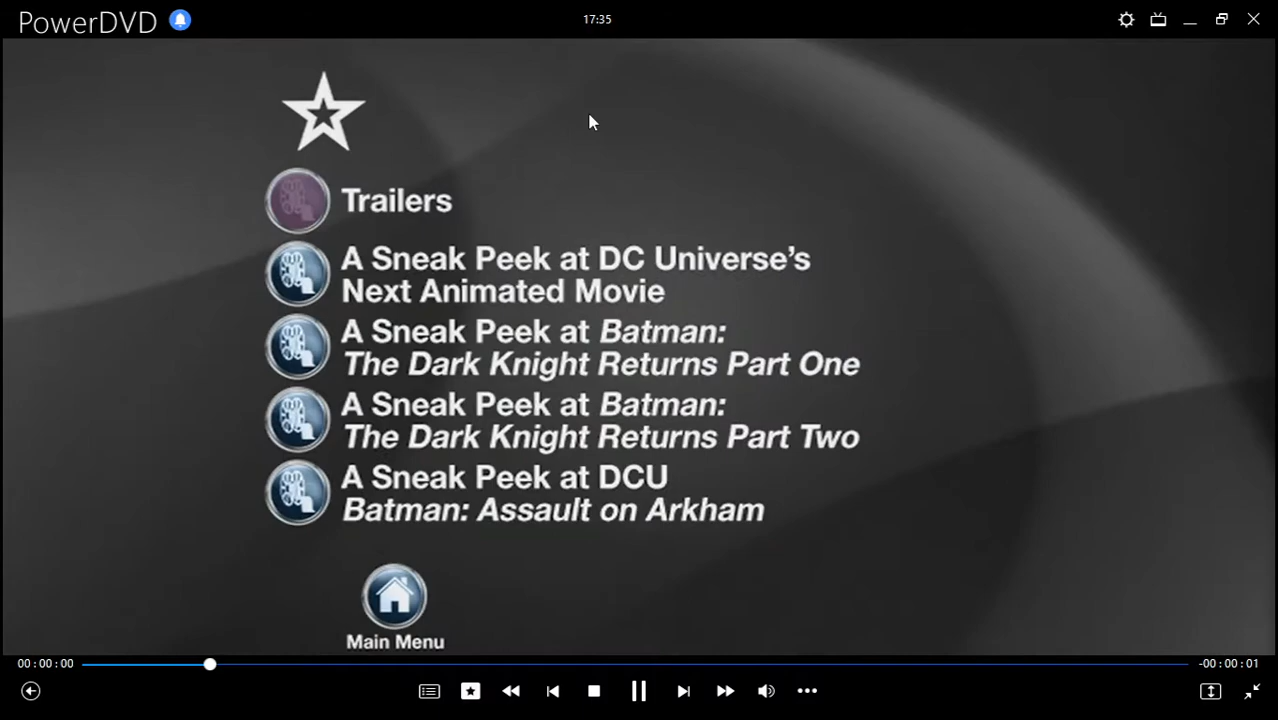 PowerDVD
17:35
Trailers
A Sneak Peek at DC Universe's
Next Animated Movie
A Sneak Peek at Batman:
The Dark Knight Returns Part One
A Sneak Peek at Batman:
The Dark Knight Returns Part Two
A Sneak Peek at DCU
Batman: Assault on Arkham
Main Menu
00:00:00
-00:00:01